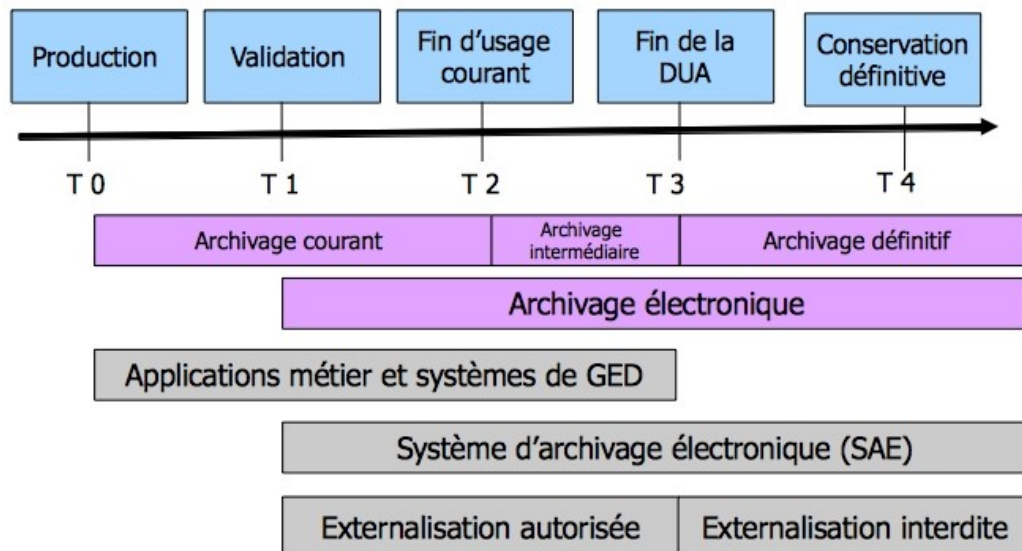 Production
Validation
Fin d'usage
courant
Fin de la
DUA
Conservation
définitive
T 0
T 1
T 2
T 3
T 4
Archivage courant
Archivage
intermédiaire
Archivage définitif
Archivage électronique
Applications métier et systèmes de GED
Système d'archivage électronique (SAE)
Externalisation autorisée
Externalisation interdite